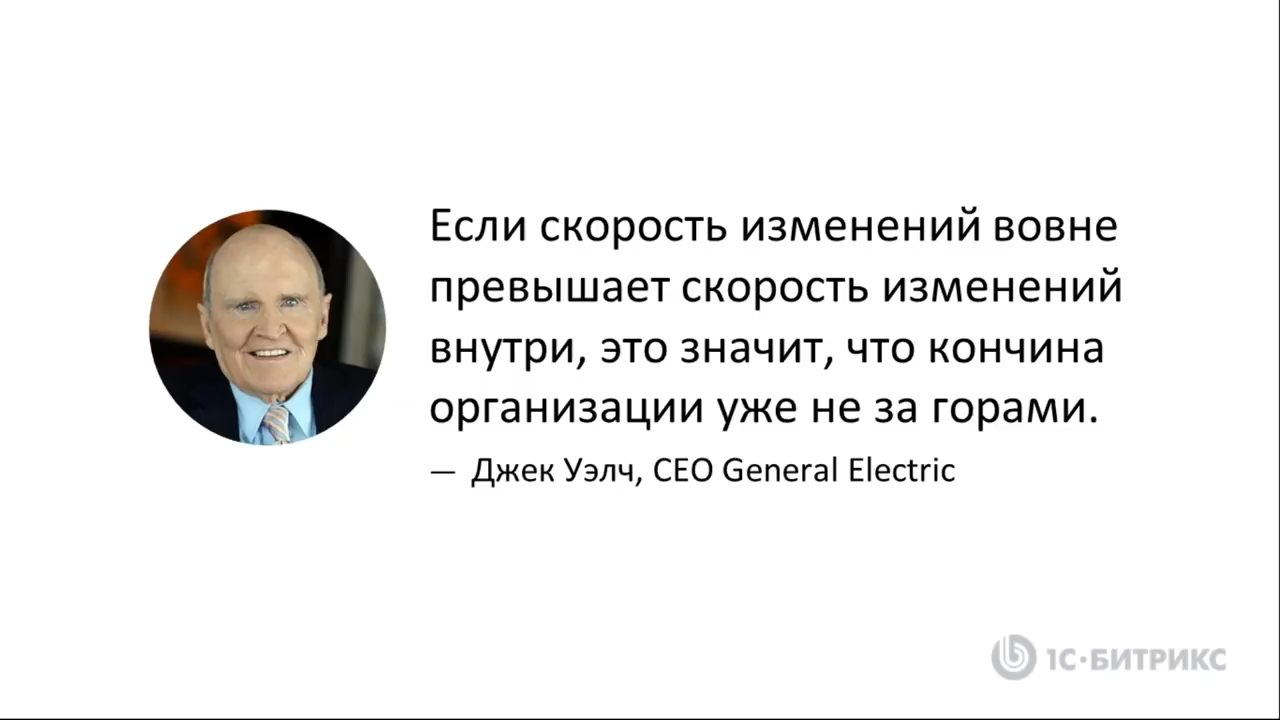 Если скорость изменений вовне
превышает скорость изменений
внутри, это значит, что кончина
организации уже не за горами.
— Джек Уэлч, CEO General Electric
1С·БИТРИКС